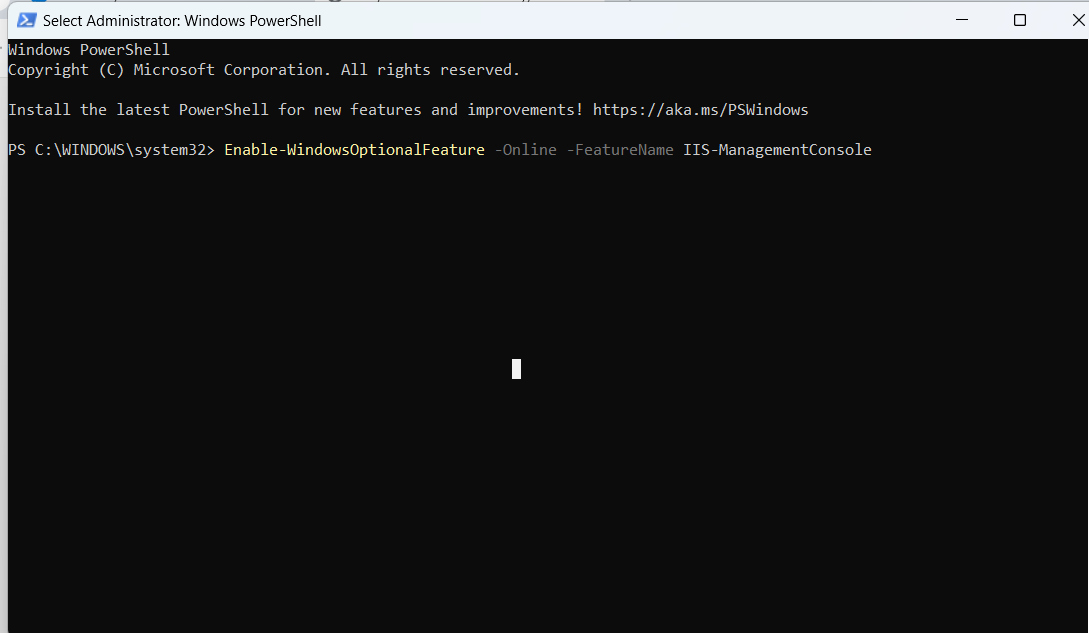 Select Administrator: Windows PowerShell
Windows PowerShell
Copyright (C) Microsoft Corporation. All rights reserved.
Install the latest PowerShell for new features and improvements! https://aka.ms/PSWindows
PS C:\WINDOWS\system32> Enable-WindowsOptionalFeature -Online -FeatureName IIS-ManagementConsole